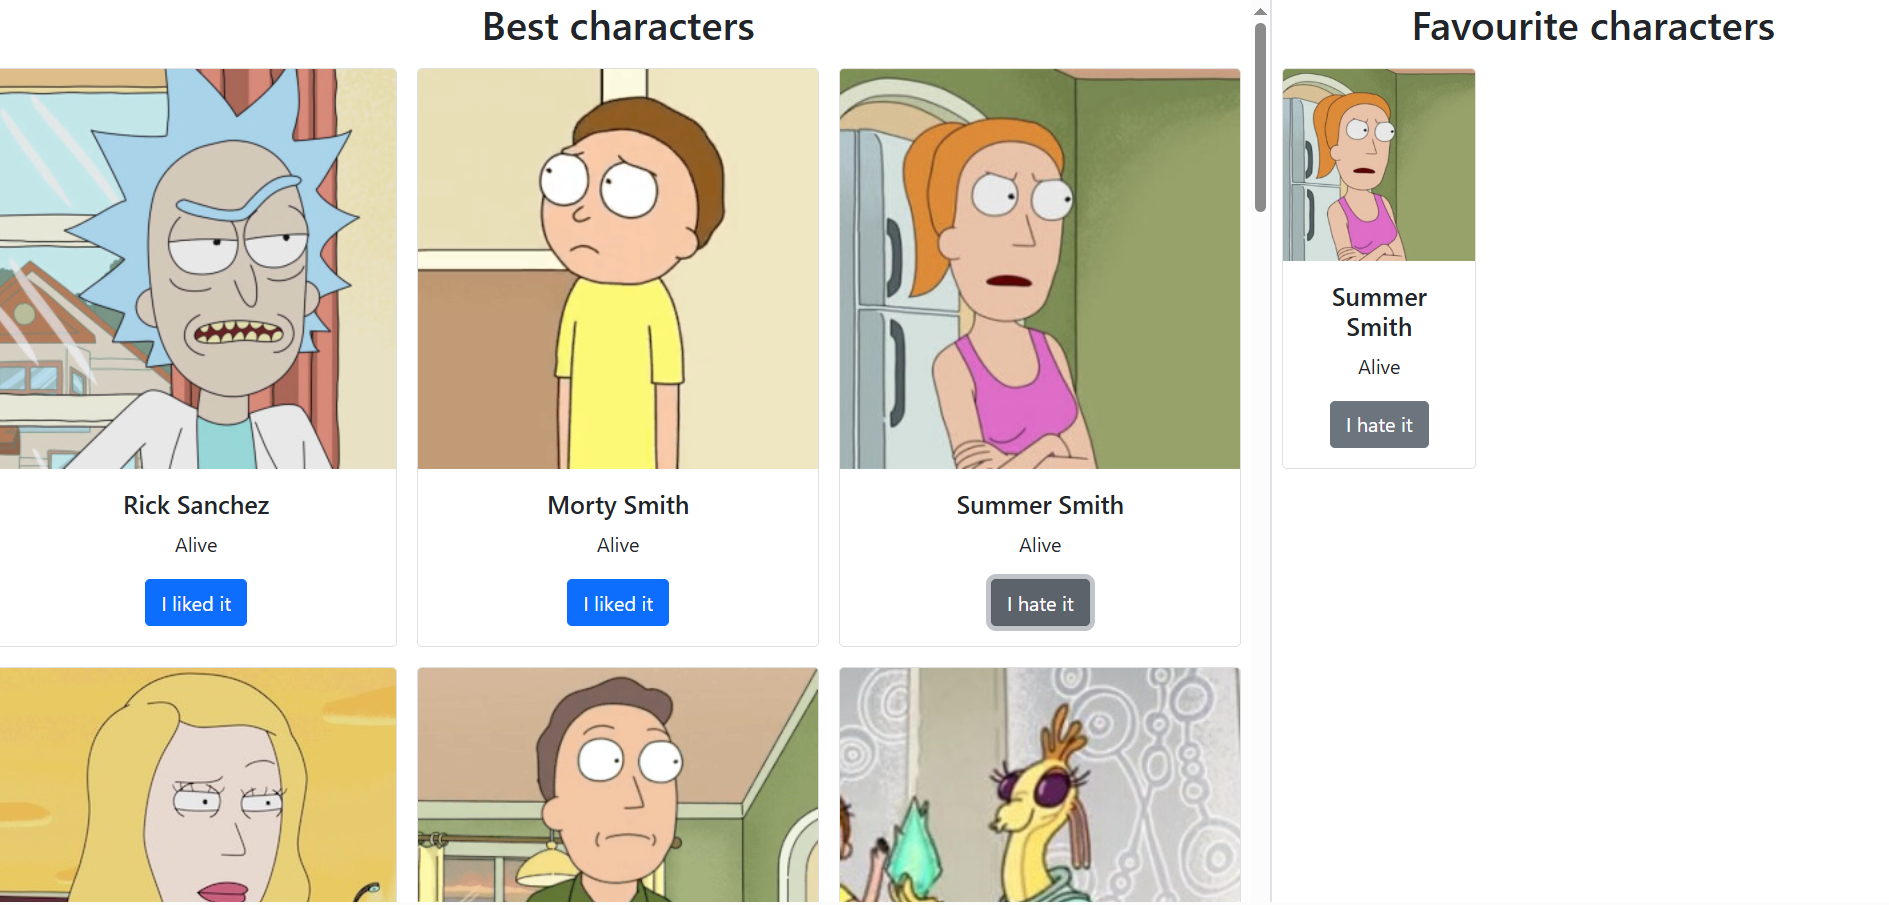 Best characters
Rick Sanchez
Alive
I liked it
Morty Smith
Alive
I liked it
Summer Smith
Alive
I hate it
Favourite characters
Summer
Smith
Alive
I hate it